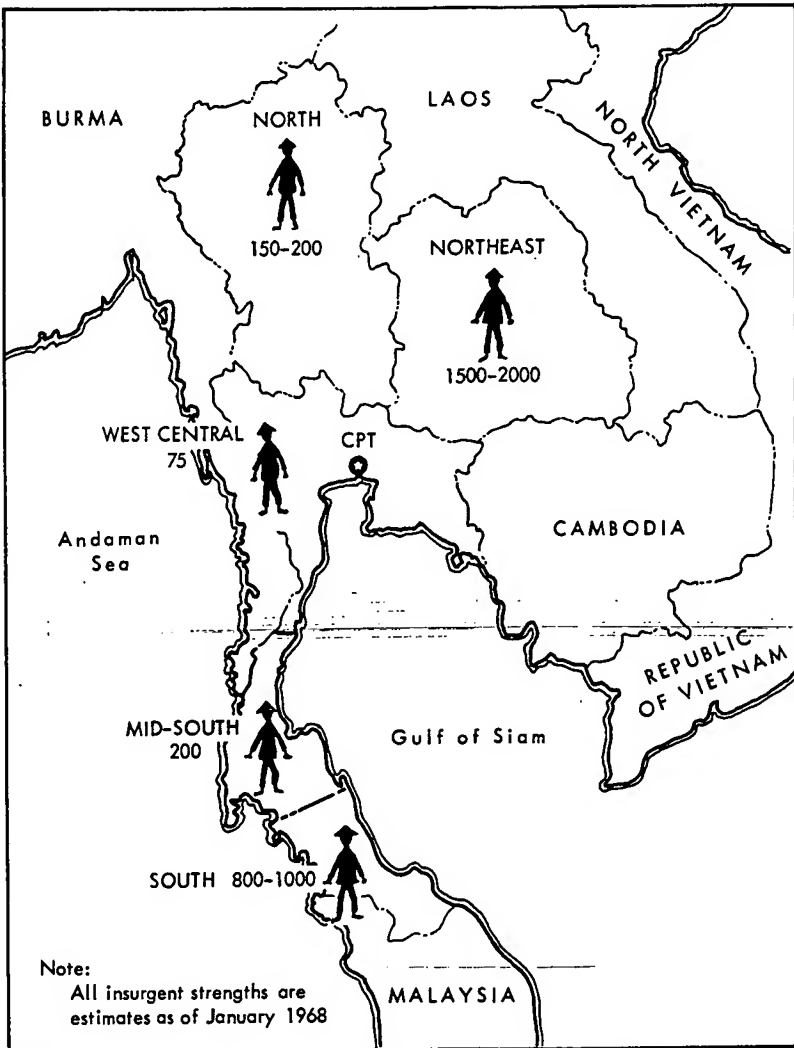 BURMA
LAOS
NORTH VIETNAM
NORTH
150-200
NORTHEAST
1500-2000
WEST CENTRAL
75
CPT
Andaman
Sea
CAMBODIA
REPUBLIC
OF VIETNAM
MID-SOUTH
200
Gulf of Siam
SOUTH 800-1000
Note:
All insurgent strengths are
estimates as of January 1968
MALAYSIA